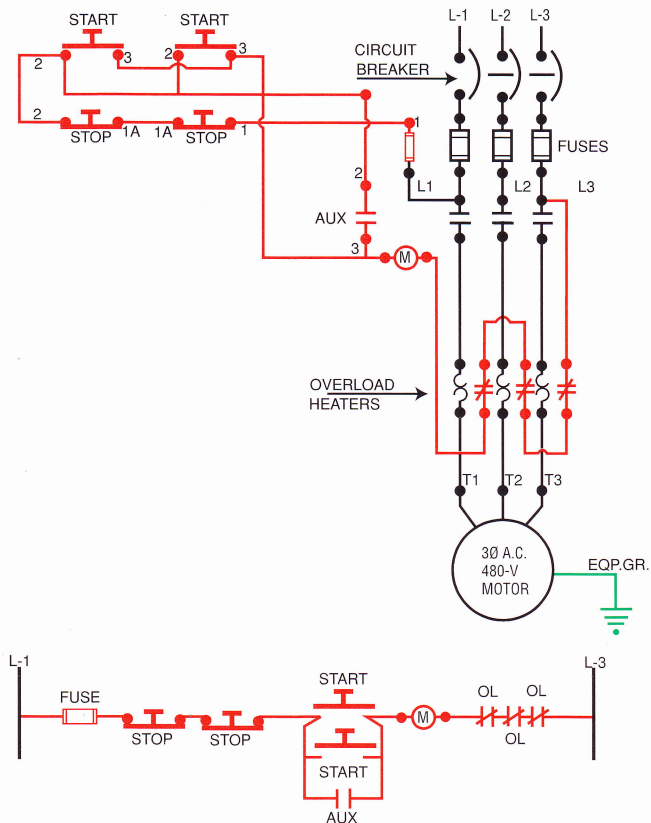 START
START
L-1
L-2
L-3
CIRCUIT
BREAKER
2
3
2
3
2
STOP
1A
1A
STOP
1
1
FUSES
2
L1
L2
L3
AUX
3
M
OVERLOAD
HEATERS
T1
T2
T3
3Ø A.C.
480-V
MOTOR
EQP.GR.
L-1
L-3
FUSE
STOP
STOP
START
START
AUX
M
OL
OL
OL